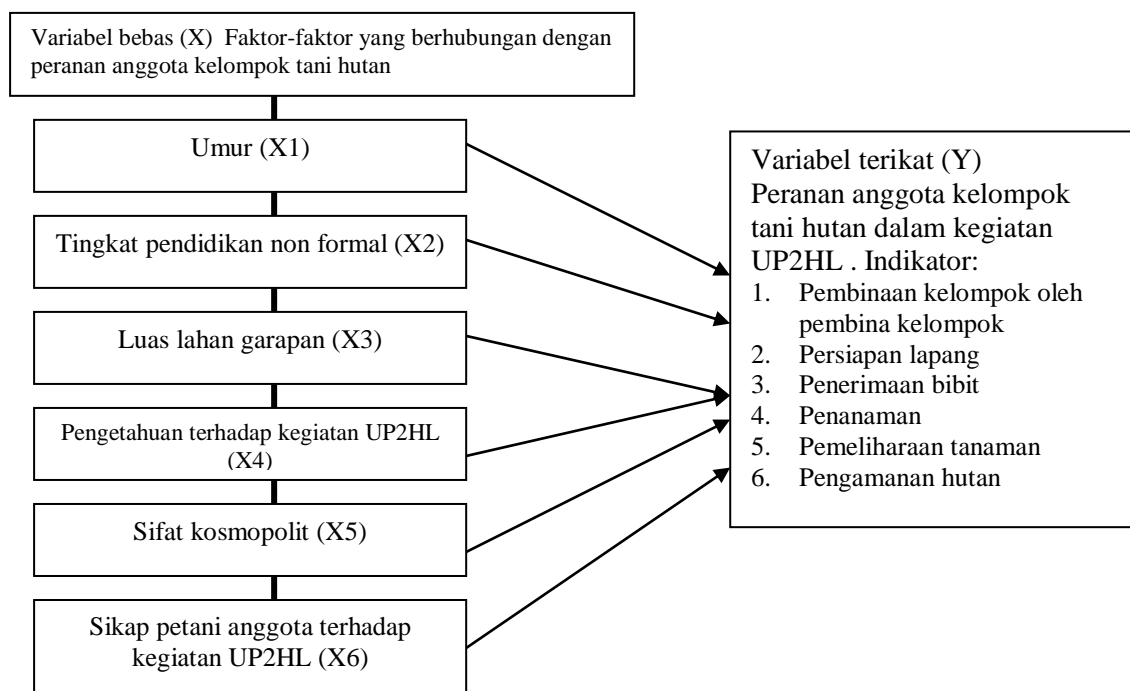 Variabel bebas (X) Faktor-faktor yang berhubungan dengan
peranan anggota kelompok tani hutan
Umur (X1)
Tingkat pendidikan non formal (X2)
Luas lahan garapan (X3)
Pengetahuan terhadap kegiatan UP2HL
(X4)
Sifat kosmopolit (X5)
Sikap petani anggota terhadap
kegiatan UP2HL (X6)
Variabel terikat (Y)
Peranan anggota kelompok
tani hutan dalam kegiatan
UP2HL . Indikator:
1. Pembinaan kelompok oleh
pembina kelompok
2. Persiapan lapang
3. Penerimaan bibit
4. Penanaman
5. Pemeliharaan tanaman
6. Pengamanan hutan